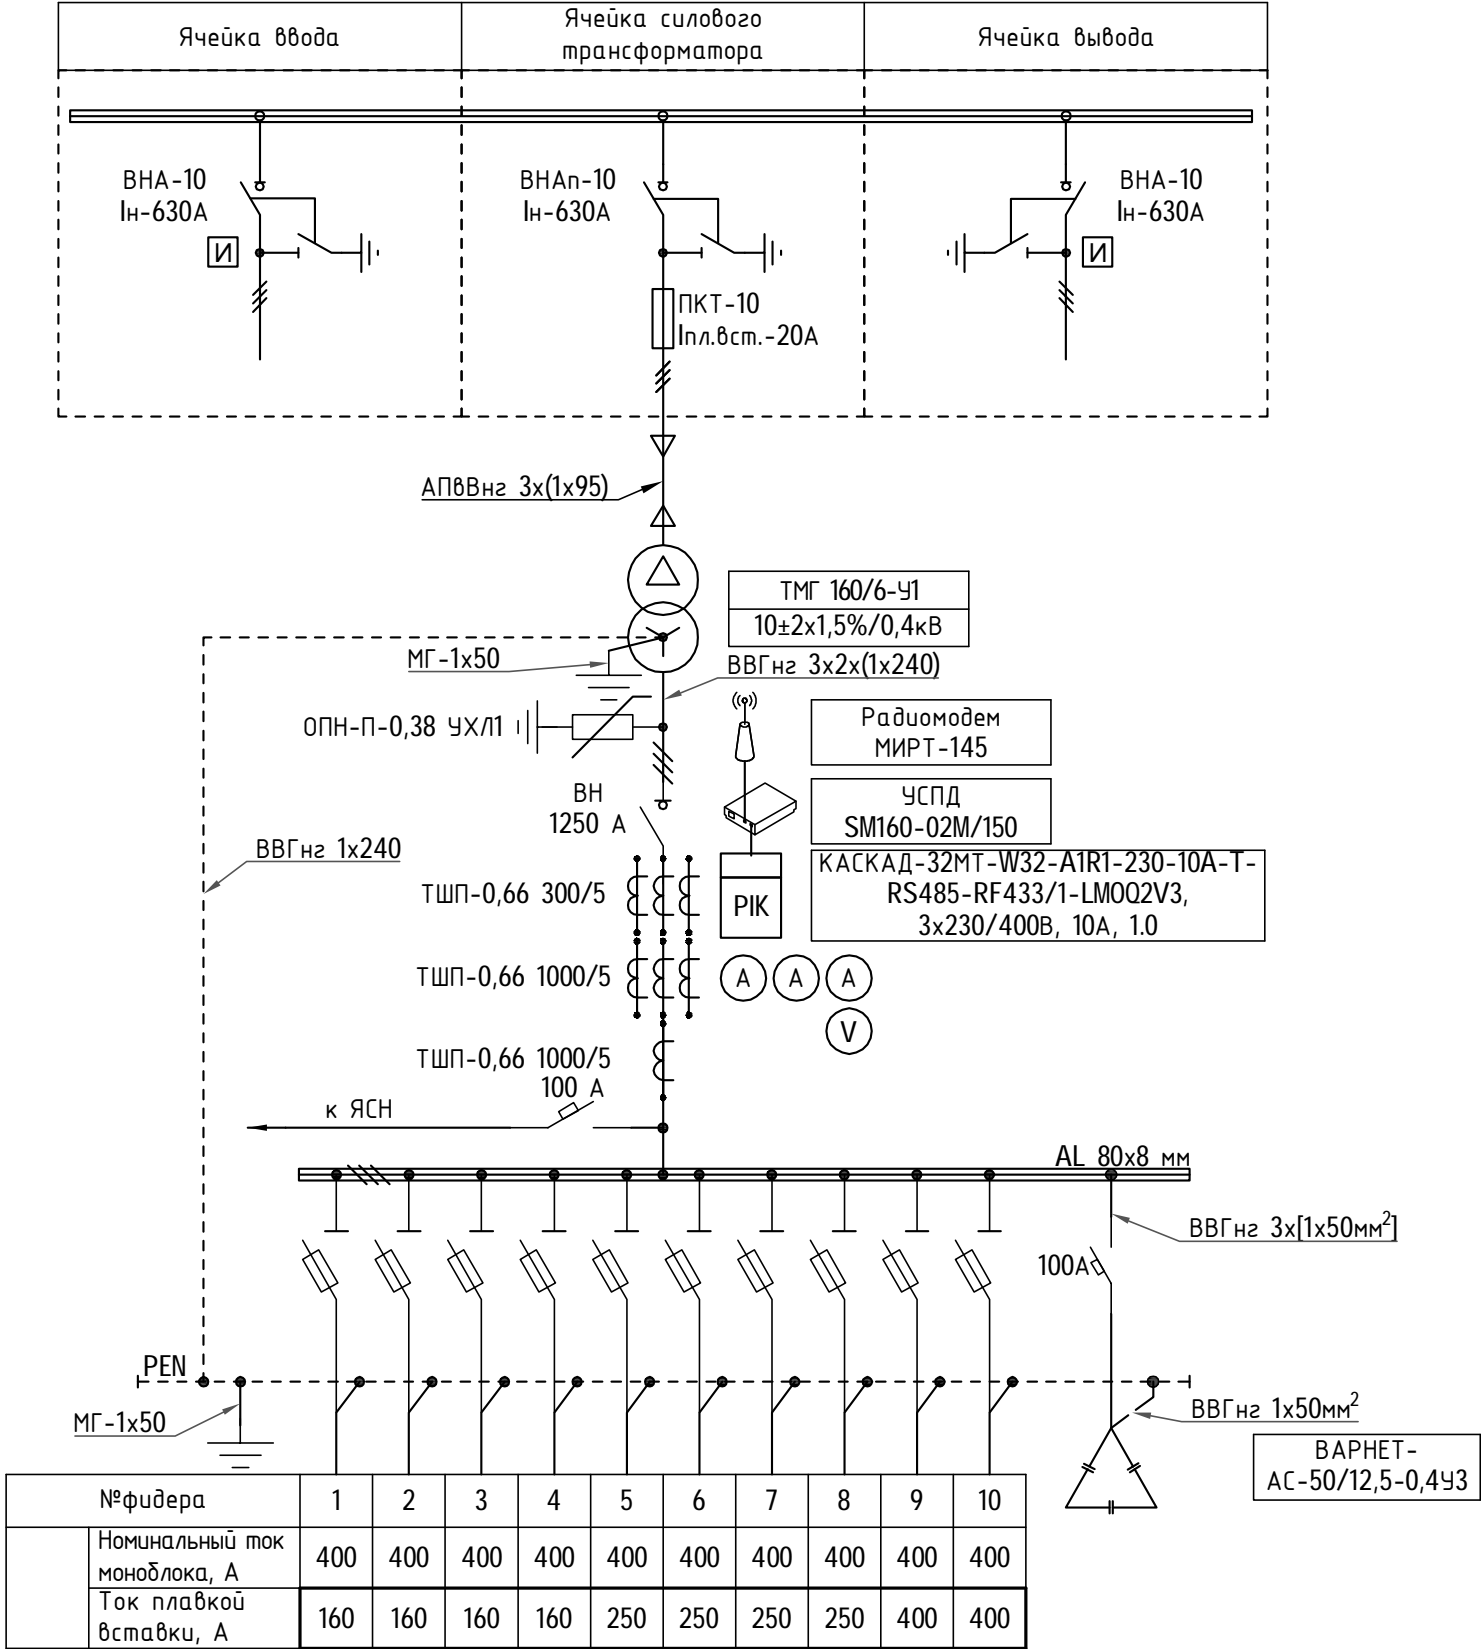 Ячейка ввода
Ячейка силового
трансформатора
Ячейка вывода
ВНА-10
Iн-630А
И
ВНАп-10
Iн-630А
ПКТ-10
Iпл.вст.-20А
ВНА-10
Iн-630А
И
АПвВнг 3х(1х95)
ТМГ 160/6-У1
10±2х1,5%/0,4кВ
МГ-1х50
ВВГнг 3х2х(1х240)
ОПН-П-0,38 УХЛ1
Радиомодем
МИРТ-145
ВН
1250 А
УСПД
SM160-02M/150
ВВГнг 1х240
ТШП-0,66 300/5
PIK
КАСКАД-32МТ-W32-A1R1-230-10A-T-
RS485-RF433/1-LMOQ2V3,
3х230/400В, 10А, 1.0
ТШП-0,66 1000/5
A A A
V
ТШП-0,66 1000/5
100 А
к ЯСН
AL 80х8 мм
ВВГнг 3х[1х50мм²]
100А
PEN
МГ-1х50
ВВГнг 1х50мм²
ВАРНЕТ-
АС-50/12,5-0,4У3
№фидера 1 2 3 4 5 6 7 8 9 10
Номинальный ток
моноблока, А 400 400 400 400 400 400 400 400 400 400
Ток плавкой
вставки, А 160 160 160 160 250 250 250 250 400 400